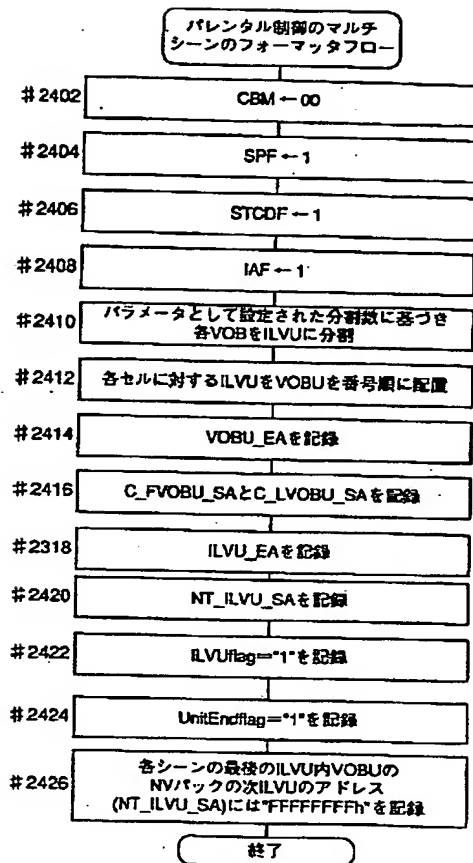 パレンタル制御のマルチ
シーンのフォーマッタフロー
#2402
CBM ← 00
#2404
SPF ← 1
#2406
STCDF ← 1
#2408
IAF ← 1
#2410
パラメータとして設定された分割数に基づき
各VOBをILVUに分割
#2412
各セルに対するILVUをVOBUを番号順に配置
#2414
VOBU_EAを記録
#2416
C_FVOBU_SAとC_LVOBU_SAを記録
#2318
ILVU_EAを記録
#2420
NT_ILVU_SAを記録
#2422
ILVUflag="1"を記録
#2424
UnitEndflag="1"を記録
#2426
各シーンの最後のILVU内VOBUの
NVパックの次ILVUのアドレス
(NT_ILVU_SA)には"FFFFFFFFh"を記録
終了